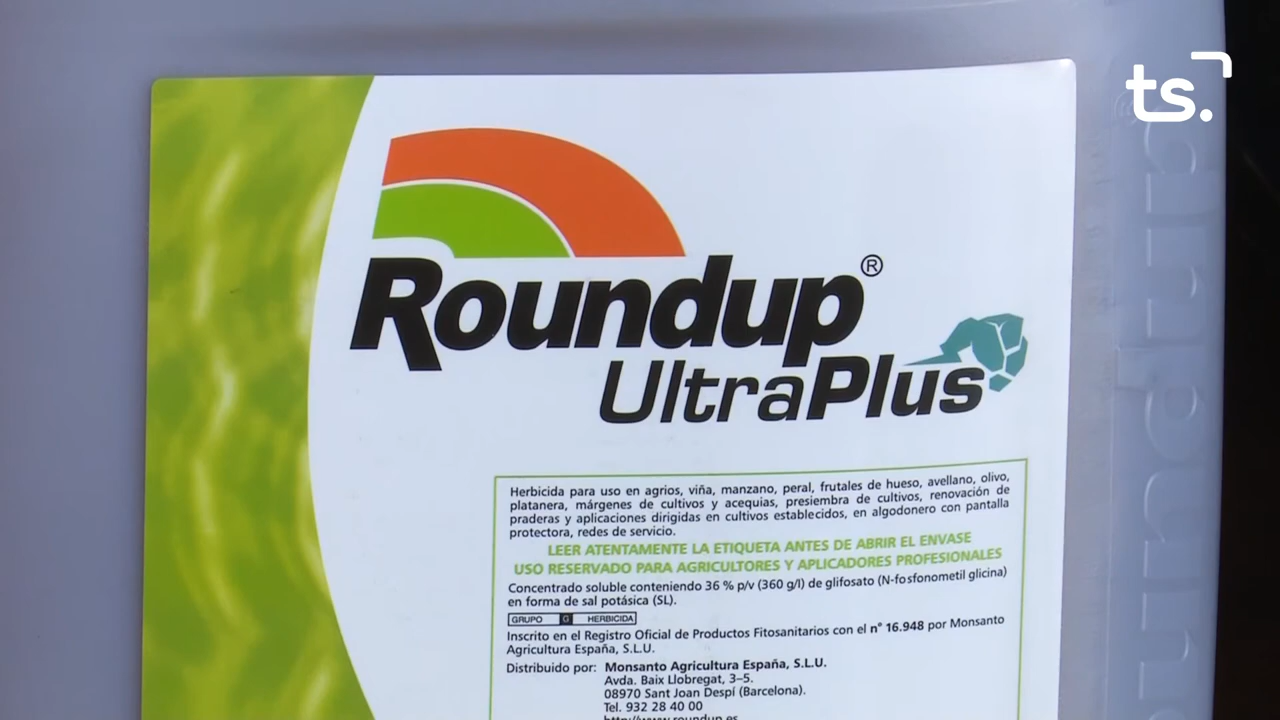 ts.
Roundup®
UltraPlus
Herbicida para uso en agrios, viña, manzano, peral, frutales de hueso, avellano, olivo,
platanera, márgenes de cultivos y acequias, presiembra de cultivos, renovación de
praderas y aplicaciones dirigidas en cultivos establecidos, en algodonero con pantalla
protectora, redes de servicio.
LEER ATENTAMENTE LA ETIQUETA ANTES DE ABRIR EL ENVASE
USO RESERVADO PARA AGRICULTORES Y APLICADORES PROFESIONALES
Concentrado soluble conteniendo 36 % p/v (360 g/l) de glifosato (N-fosfonometil glicina)
en forma de sal potásica (SL).
GRUPO G HERBICIDA
Inscrito en el Registro Oficial de Productos Fitosanitarios con el n° 16.948 por Monsanto
Agricultura España, S.L.U.
Distribuido por: Monsanto Agricultura España, S.L.U.
Avda. Baix Llobregat, 3–5.
08970 Sant Joan Despí (Barcelona).
Tel. 932 28 40 00
http://www.roundup.es